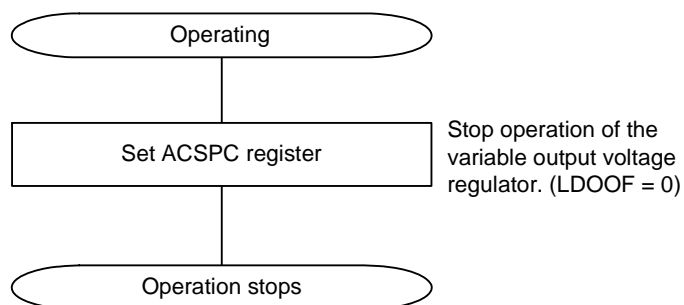 Operating
Set ACSPC register
Stop operation of the
variable output voltage
regulator. (LDOOF = 0)
Operation stops